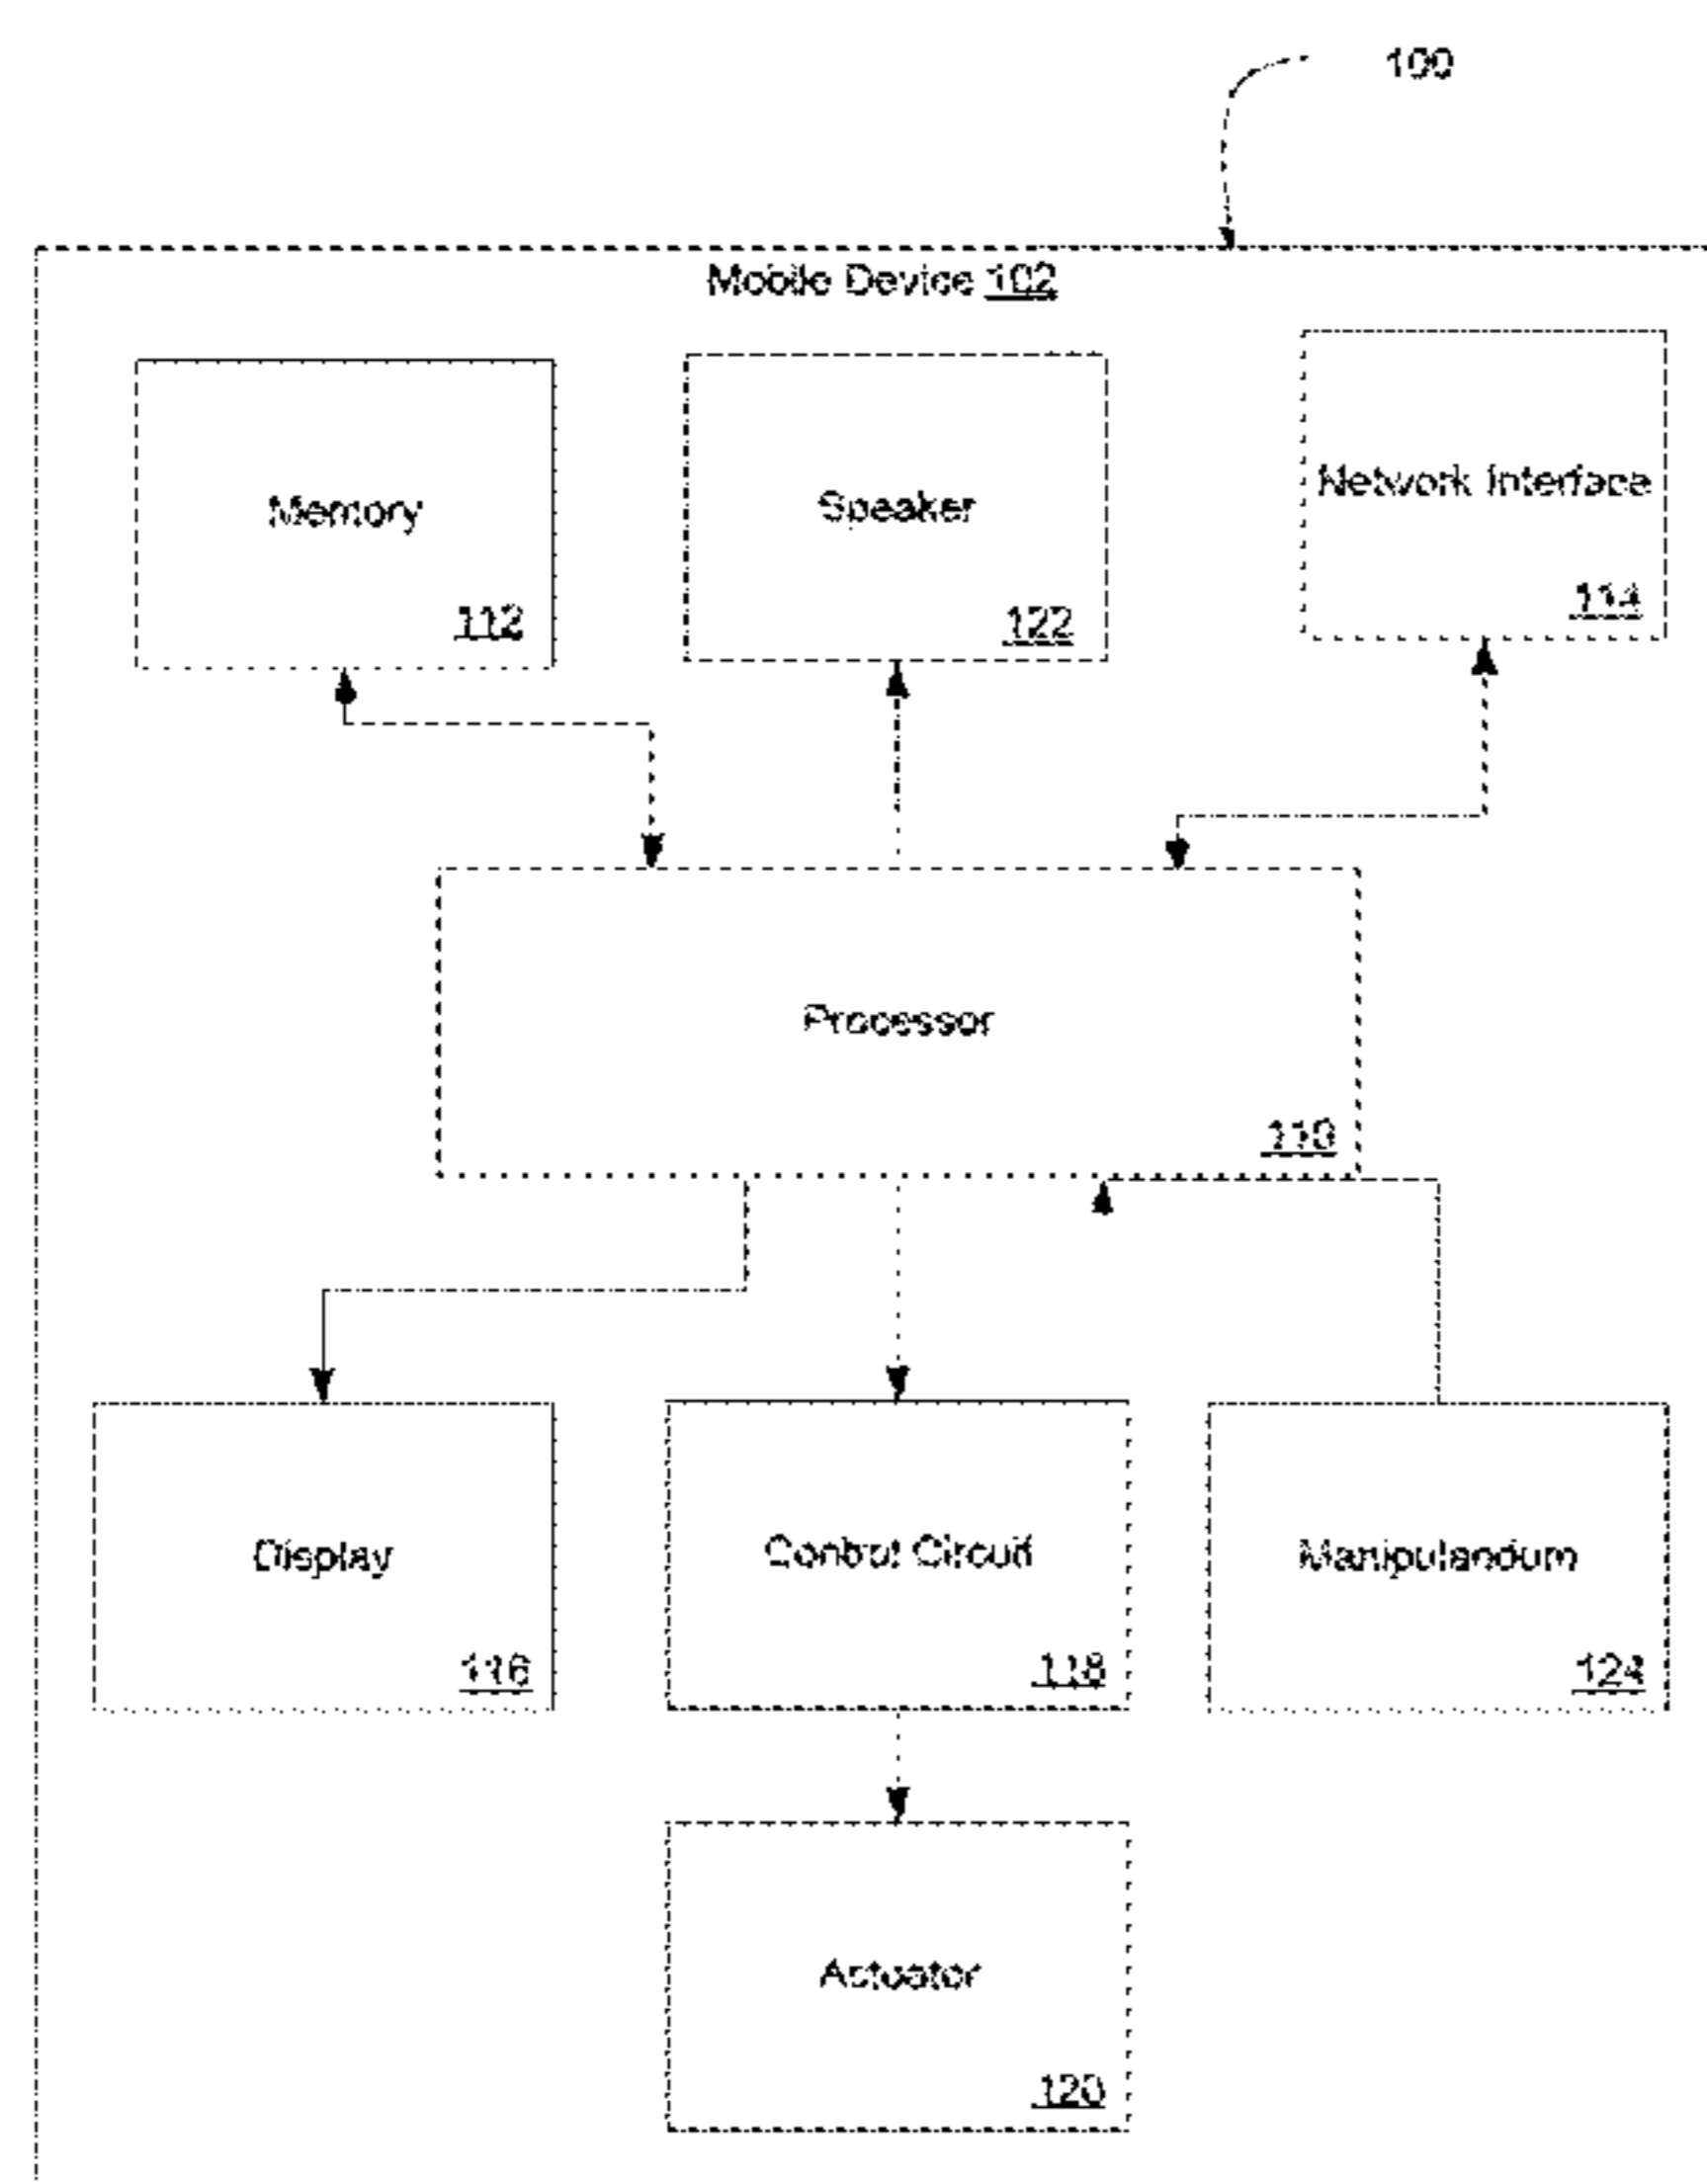 100
Mobile Device 102
Memory
112
Speaker
122
Network Interface
114
Processor
110
Display
116
Control Circuit
118
Manipulandum
124
Actuator
120